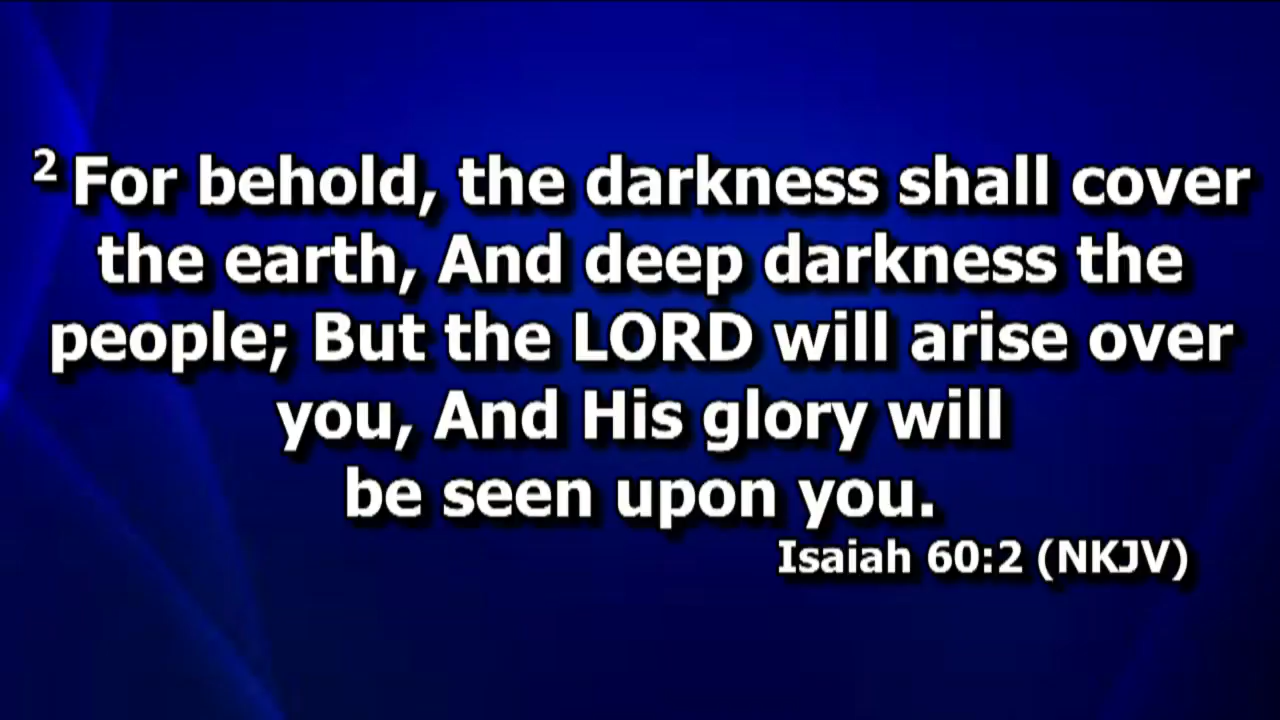 ² For behold, the darkness shall cover
the earth, And deep darkness the
people; But the LORD will arise over
you, And His glory will
be seen upon you.
Isaiah 60:2 (NKJV)